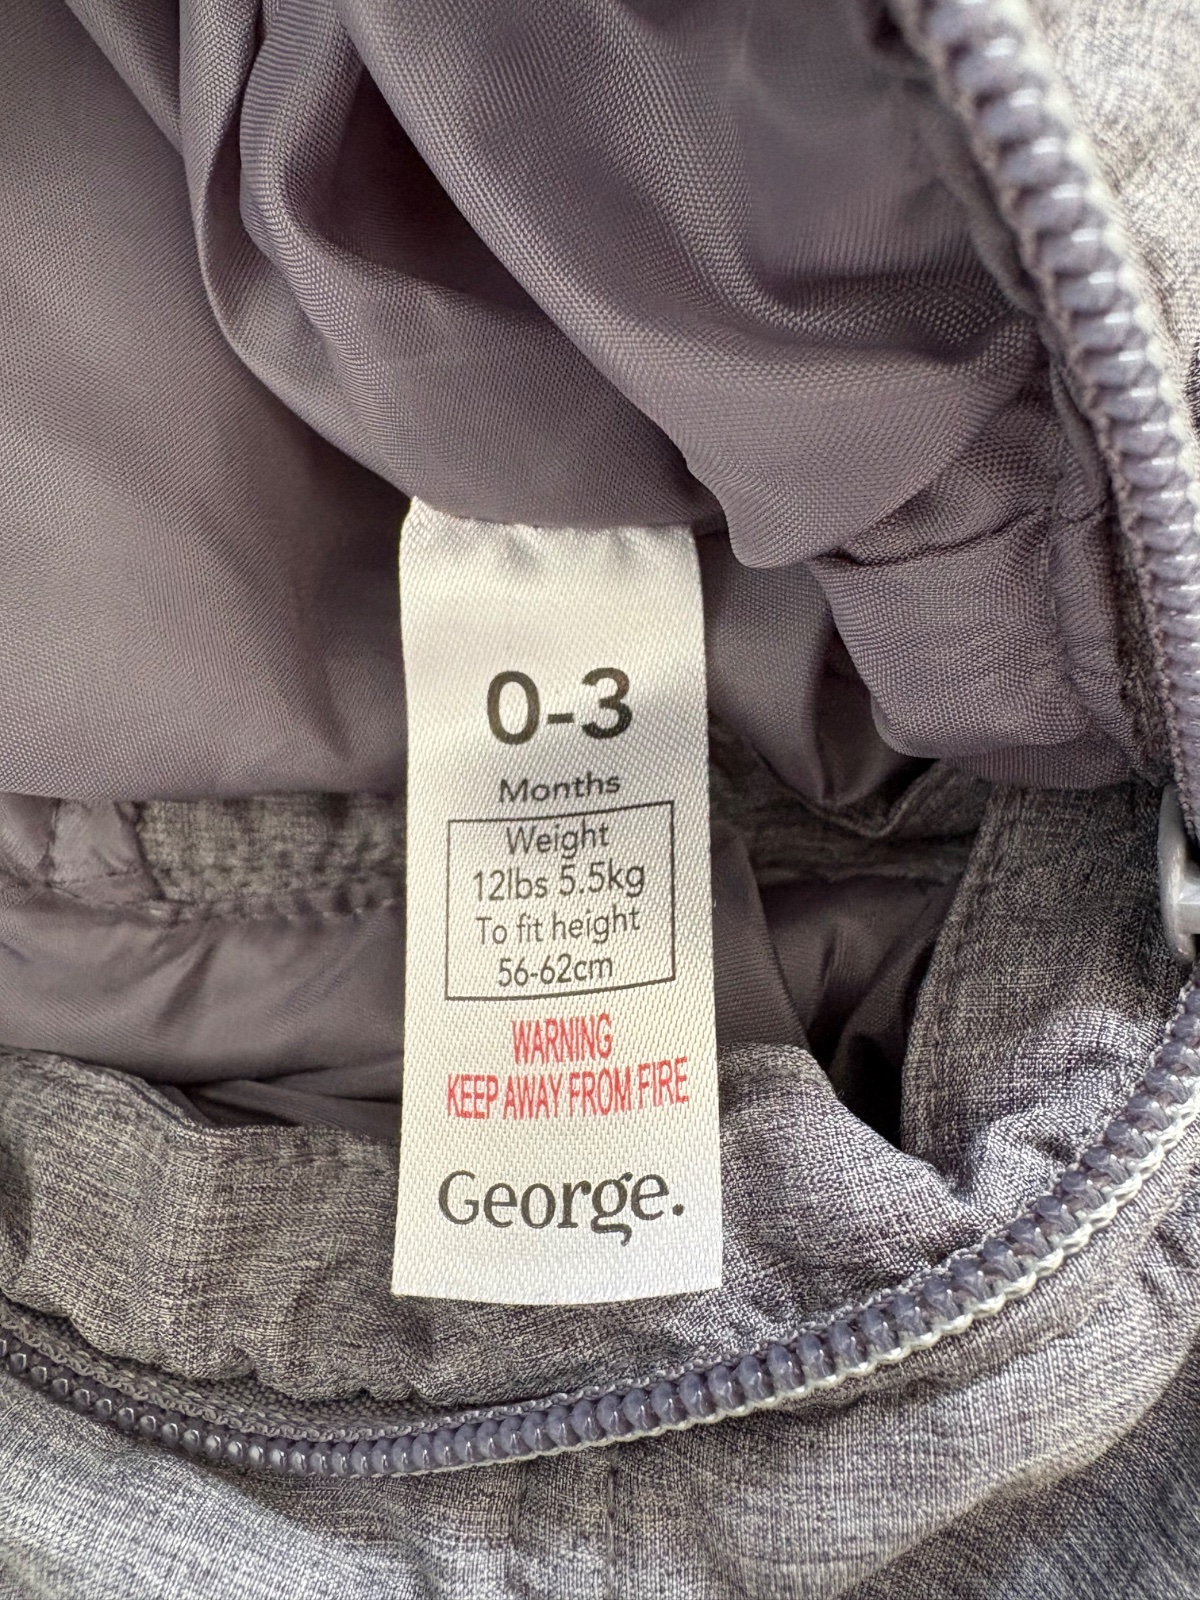 0-3
Months
Weight
12lbs 5.5kg
To fit height
56-62cm
WARNING
KEEP AWAY FROM FIRE
George.